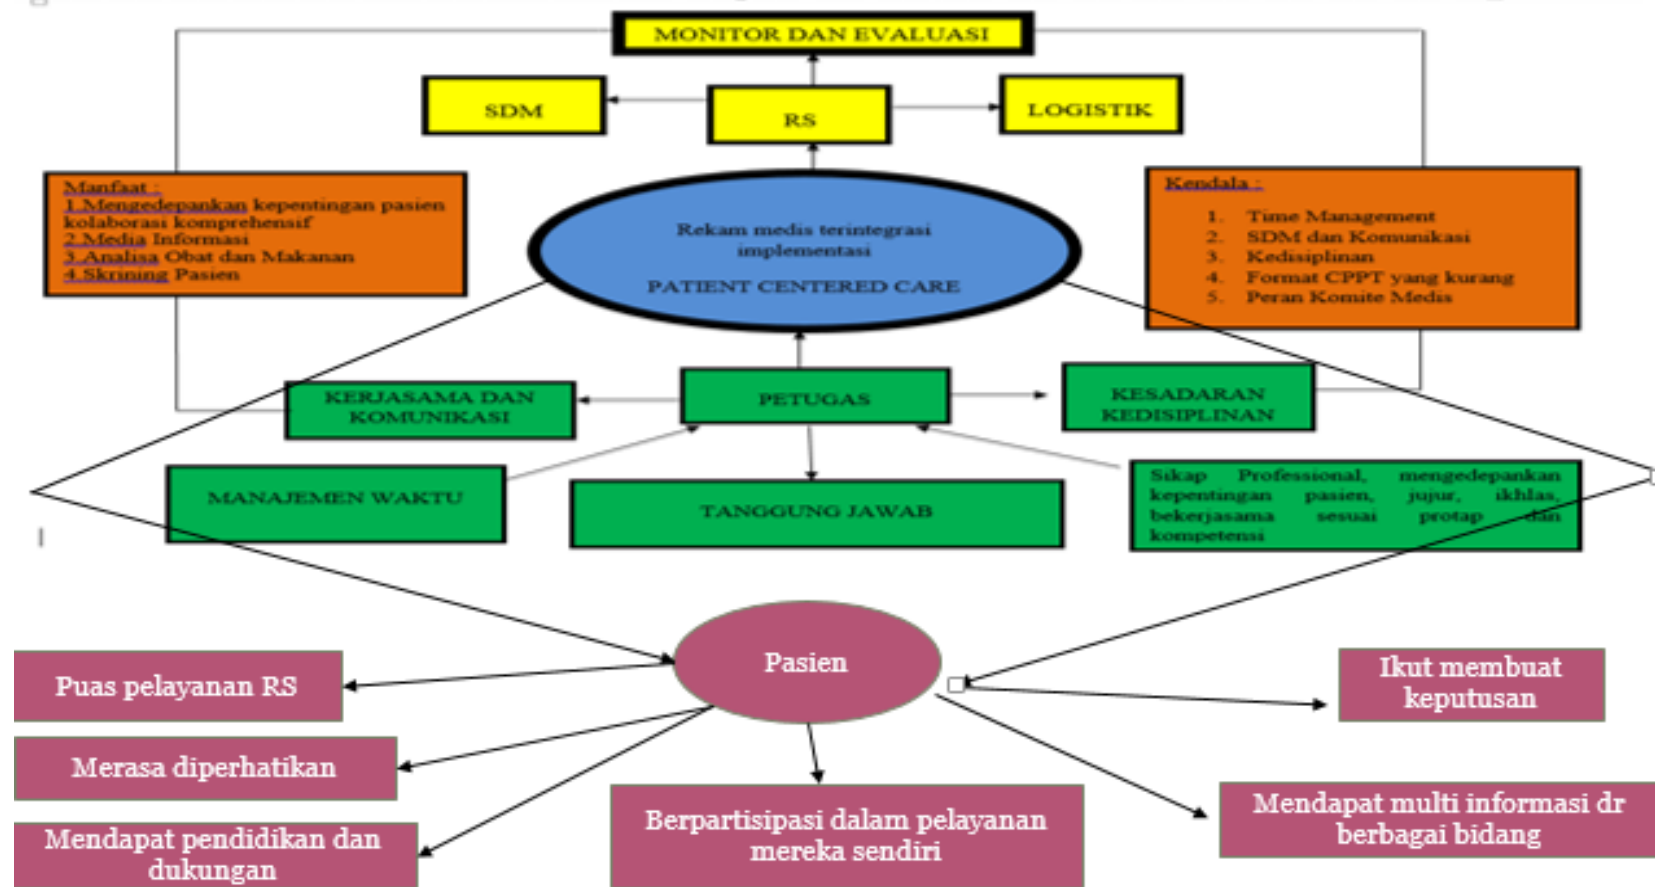 MONITOR DAN EVALUASI
SDM
RS
LOGISTIK
Manfaat :
1.Mengedepankan kepentingan pasien
kolaborasi komprehensif
2.Media Informasi
3.Analisa Obat dan Makanan
4.Skrining Pasien
Rekam medis terintegrasi
implementasi
PATIENT CENTERED CARE
Kendala :
1. Time Management
2. SDM dan Komunikasi
3. Kedisiplinan
4. Format CPPT yang kurang
5. Peran Komite Medis
KERJASAMA DAN
KOMUNIKASI
PETUGAS
KESADARAN
KEDISIPLINAN
MANAJEMEN WAKTU
TANGGUNG JAWAB
Sikap Professional, mengedepankan
kepentingan pasien, jujur, ikhlas,
bekerjasama sesuai protap dan
kompetensi
Pasien
Puas pelayanan RS
Merasa diperhatikan
Mendapat pendidikan dan
dukungan
Berpartisipasi dalam pelayanan
mereka sendiri
Ikut membuat
keputusan
Mendapat multi informasi dr
berbagai bidang